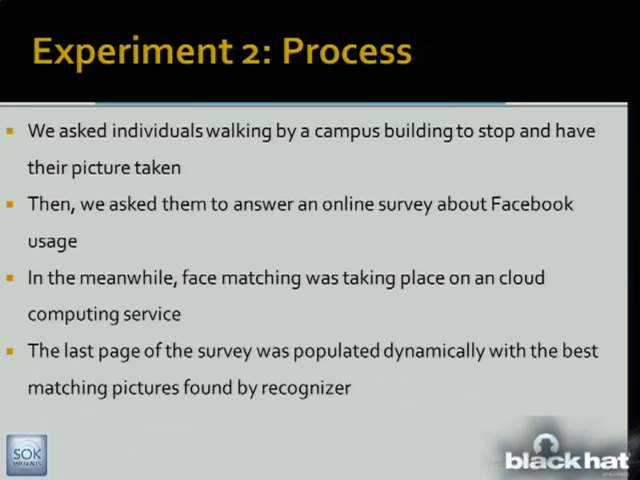 Experiment 2: Process
We asked individuals walking by a campus building to stop and have
their picture taken
Then, we asked them to answer an online survey about Facebook
usage
In the meanwhile, face matching was taking place on an cloud
computing service
The last page of the survey was populated dynamically with the best
matching pictures found by recognizer
SOK
black hat